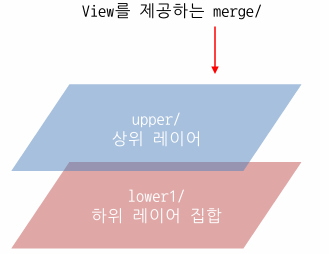 View를 제공하는 merge/
upper/
상위 레이어
lower1/
하위 레이어 집합